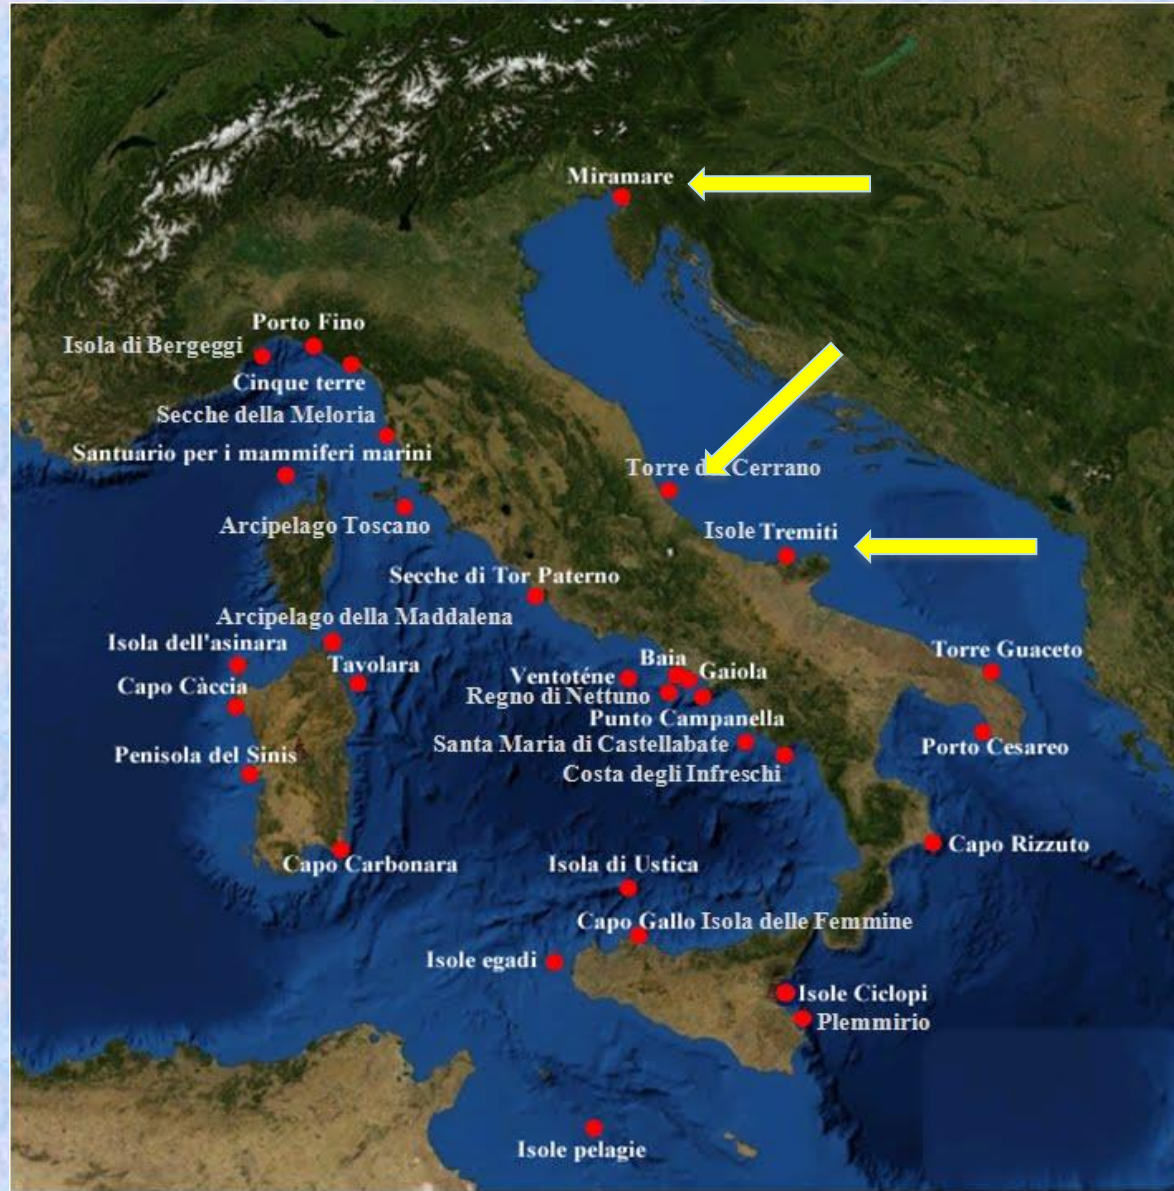 Miramare
Porto Fino
Isola di Bergeggi
Cinque terre
Secche della Meloria
Santuario per i mammiferi marini
Torre Cerrano
Arcipelago Toscano
Isole Tremiti
Secche di Tor Paterno
Arcipelago della Maddalena
Isola dell'asinara
Tavolara
Baia
Torre Guaceto
Ventoténe
Gaiola
Capo Càccia
Regno di Nettuno
Punto Campanella
Santa Maria di Castellabate
Porto Cesareo
Penisola del Sinis
Costa degli Infreschi
Capo Rizzuto
Capo Carbonara
Isola di Ustica
Capo Gallo Isola delle Femmine
Isole egadi
Isole Ciclopi
Plemmirio
Isole pelagie